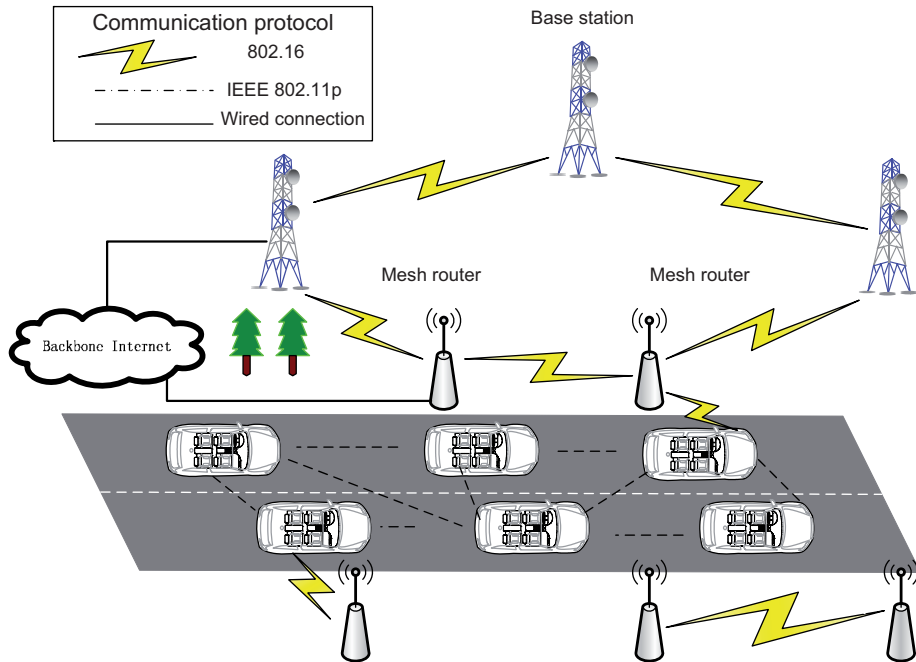 Base station
Communication protocol
802.16
IEEE 802.11p
Wired connection
Mesh router
Mesh router
Backbone Internet